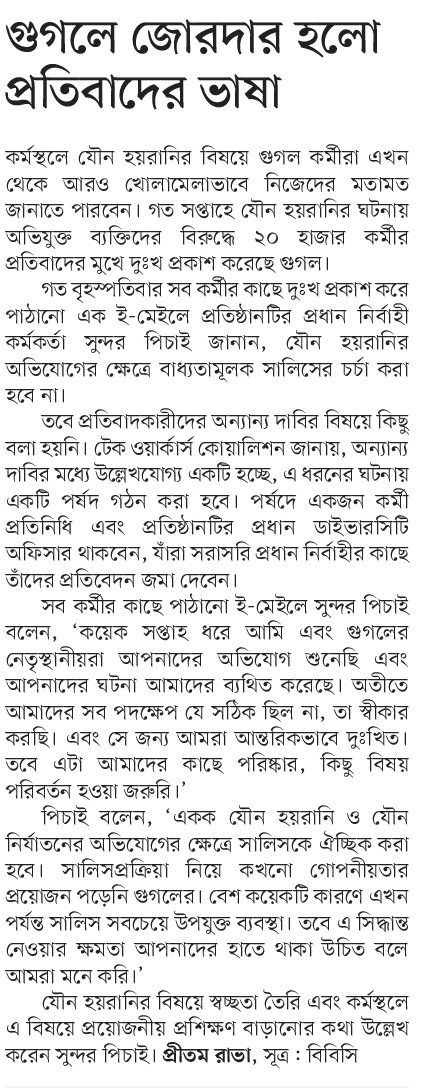 গুগলে জোরদার হলো
প্রতিবাদের ভাষা
কর্মস্থলে যৌন হয়রানির বিষয়ে গুগল কর্মীরা এখন
থেকে আরও খোলামেলাভাবে নিজেদের মতামত
জানাতে পারবেন। গত সপ্তাহে যৌন হয়রানির ঘটনায়
অভিযুক্ত ব্যক্তিদের বিরুদ্ধে ২০ হাজার কর্মীর
প্রতিবাদের মুখে দুঃখ প্রকাশ করেছে গুগল।
গত বৃহস্পতিবার সব কর্মীর কাছে দুঃখ প্রকাশ করে
পাঠানো এক ই-মেইলে প্রতিষ্ঠানটির প্রধান নির্বাহী
কর্মকর্তা সুন্দর পিচাই জানান, যৌন হয়রানির
অভিযোগের ক্ষেত্রে বাধ্যতামূলক সালিসের চর্চা করা
হবে না।
তবে প্রতিবাদকারীদের অন্যান্য দাবির বিষয়ে কিছু
বলা হয়নি। টেক ওয়ার্কার্স কোয়ালিশন জানায়, অন্যান্য
দাবির মধ্যে উল্লেখযোগ্য একটি হচ্ছে, এ ধরনের ঘটনায়
একটি পর্ষদ গঠন করা হবে। পর্ষদে একজন কর্মী
প্রতিনিধি এবং প্রতিষ্ঠানটির প্রধান ডাইভারসিটি
অফিসার থাকবেন, যাঁরা সরাসরি প্রধান নির্বাহীর কাছে
তাঁদের প্রতিবেদন জমা দেবেন।
সব কর্মীর কাছে পাঠানো ই-মেইলে সুন্দর পিচাই
বলেন, ‘কয়েক সপ্তাহ ধরে আমি এবং গুগলের
নেতৃস্থানীয়রা আপনাদের অভিযোগ শুনেছি এবং
আপনাদের ঘটনা আমাদের ব্যথিত করেছে। অতীতে
আমাদের সব পদক্ষেপ যে সঠিক ছিল না, তা স্বীকার
করছি। এবং সে জন্য আমরা আন্তরিকভাবে দুঃখিত।
তবে এটা আমাদের কাছে পরিষ্কার, কিছু বিষয়
পরিবর্তন হওয়া জরুরি।’
পিচাই বলেন, ‘একক যৌন হয়রানি ও যৌন
নির্যাতনের অভিযোগের ক্ষেত্রে সালিসকে ঐচ্ছিক করা
হবে। সালিসপ্রক্রিয়া নিয়ে কখনো গোপনীয়তার
প্রয়োজন পড়েনি গুগলের। বেশ কয়েকটি কারণে এখন
পর্যন্ত সালিস সবচেয়ে উপযুক্ত ব্যবস্থা। তবে এ সিদ্ধান্ত
নেওয়ার ক্ষমতা আপনাদের হাতে থাকা উচিত বলে
আমরা মনে করি।’
যৌন হয়রানির বিষয়ে স্বচ্ছতা তৈরি এবং কর্মস্থলে
এ বিষয়ে প্রয়োজনীয় প্রশিক্ষণ বাড়ানোর কথা উল্লেখ
করেন সুন্দর পিচাই। প্রীতম রাভা, সূত্র : বিবিসি